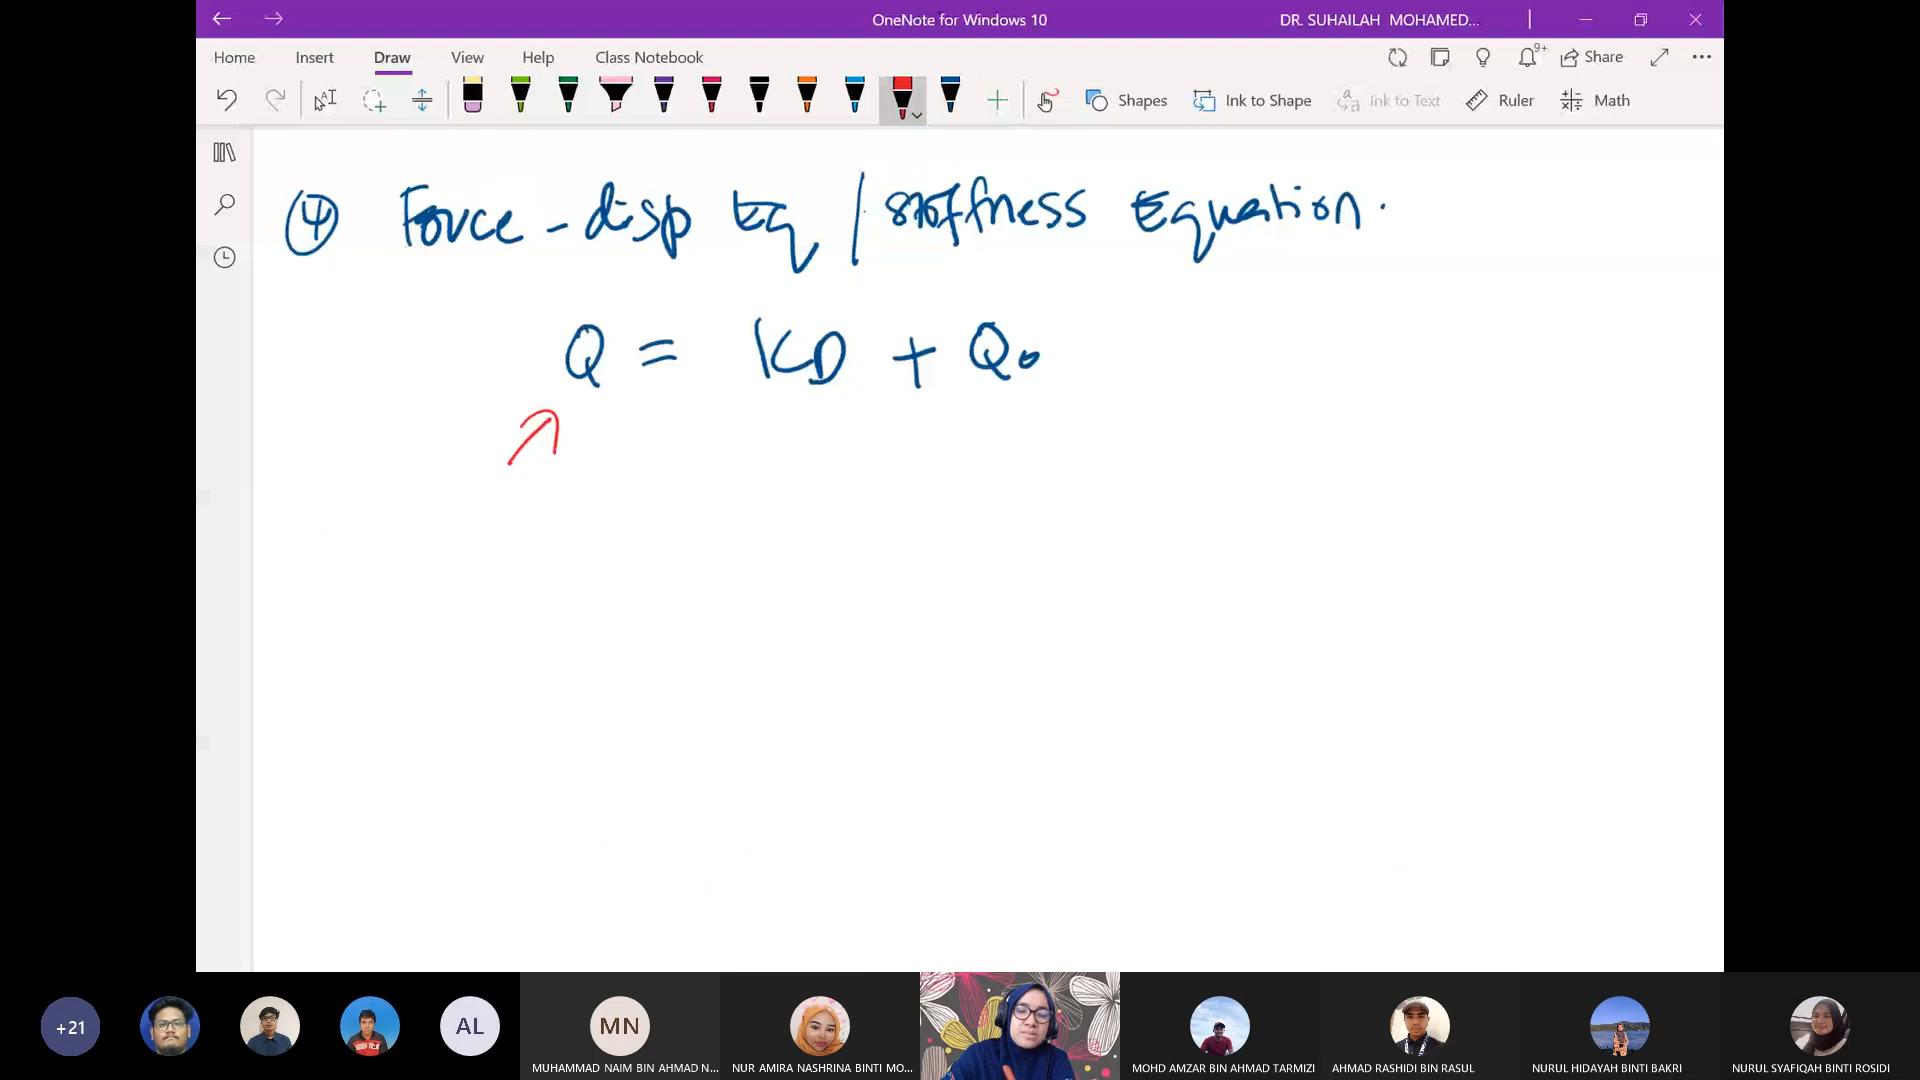 OneNote for Windows 10
DR. SUHAILAH MOHAMED...
Home Insert Draw View Help Class Notebook
9+ Share
Shapes Ink to Shape Ink to Text Ruler Math
④ Force - disp Eq / stiffness Equation.
Q = KD + Q₀
+21
AL
MN
MUHAMMAD NAIM BIN AHMAD N...
NUR AMIRA NASHRINA BINTI MO...
MOHD AMZAR BIN AHMAD TARMIZI
AHMAD RASHIDI BIN RASUL
NURUL HIDAYAH BINTI BAKRI
NURUL SYAFIQAH BINTI ROSIDI